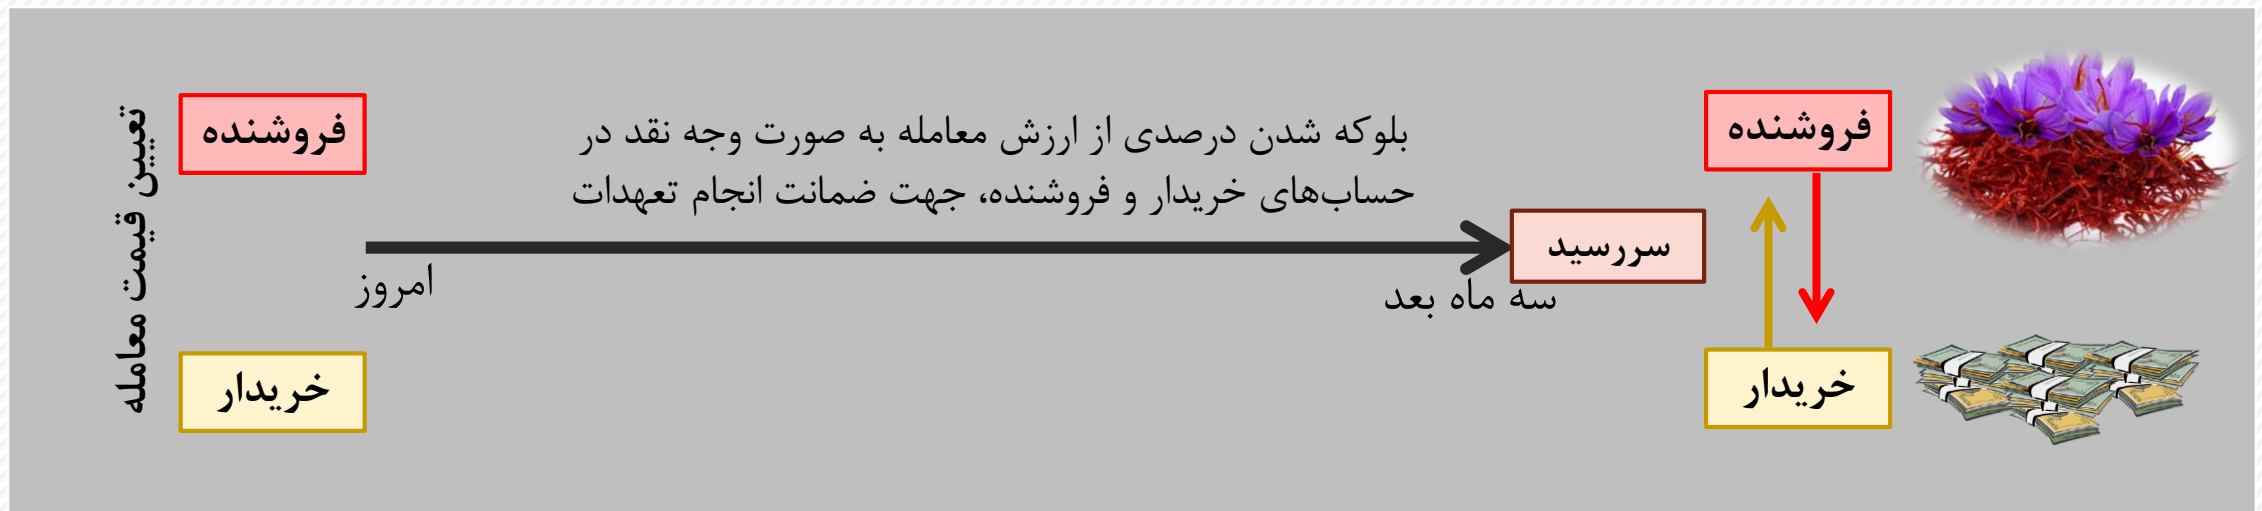 تعیین قیمت معامله
فروشنده
خریدار
امروز
بلوکه شدن درصدی از ارزش معامله به صورت وجه نقد در
حساب‌های خریدار و فروشنده، جهت ضمانت انجام تعهدات
سررسید
سه ماه بعد
فروشنده
خریدار